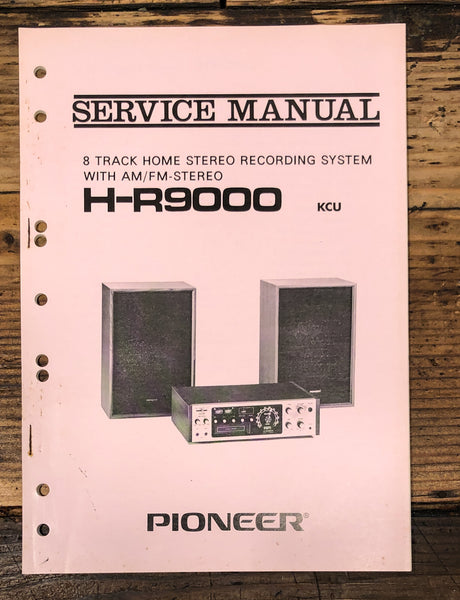 SERVICE MANUAL
8 TRACK HOME STEREO RECORDING SYSTEM
WITH AM/FM-STEREO
H-R9000 KCU
PIONEER®